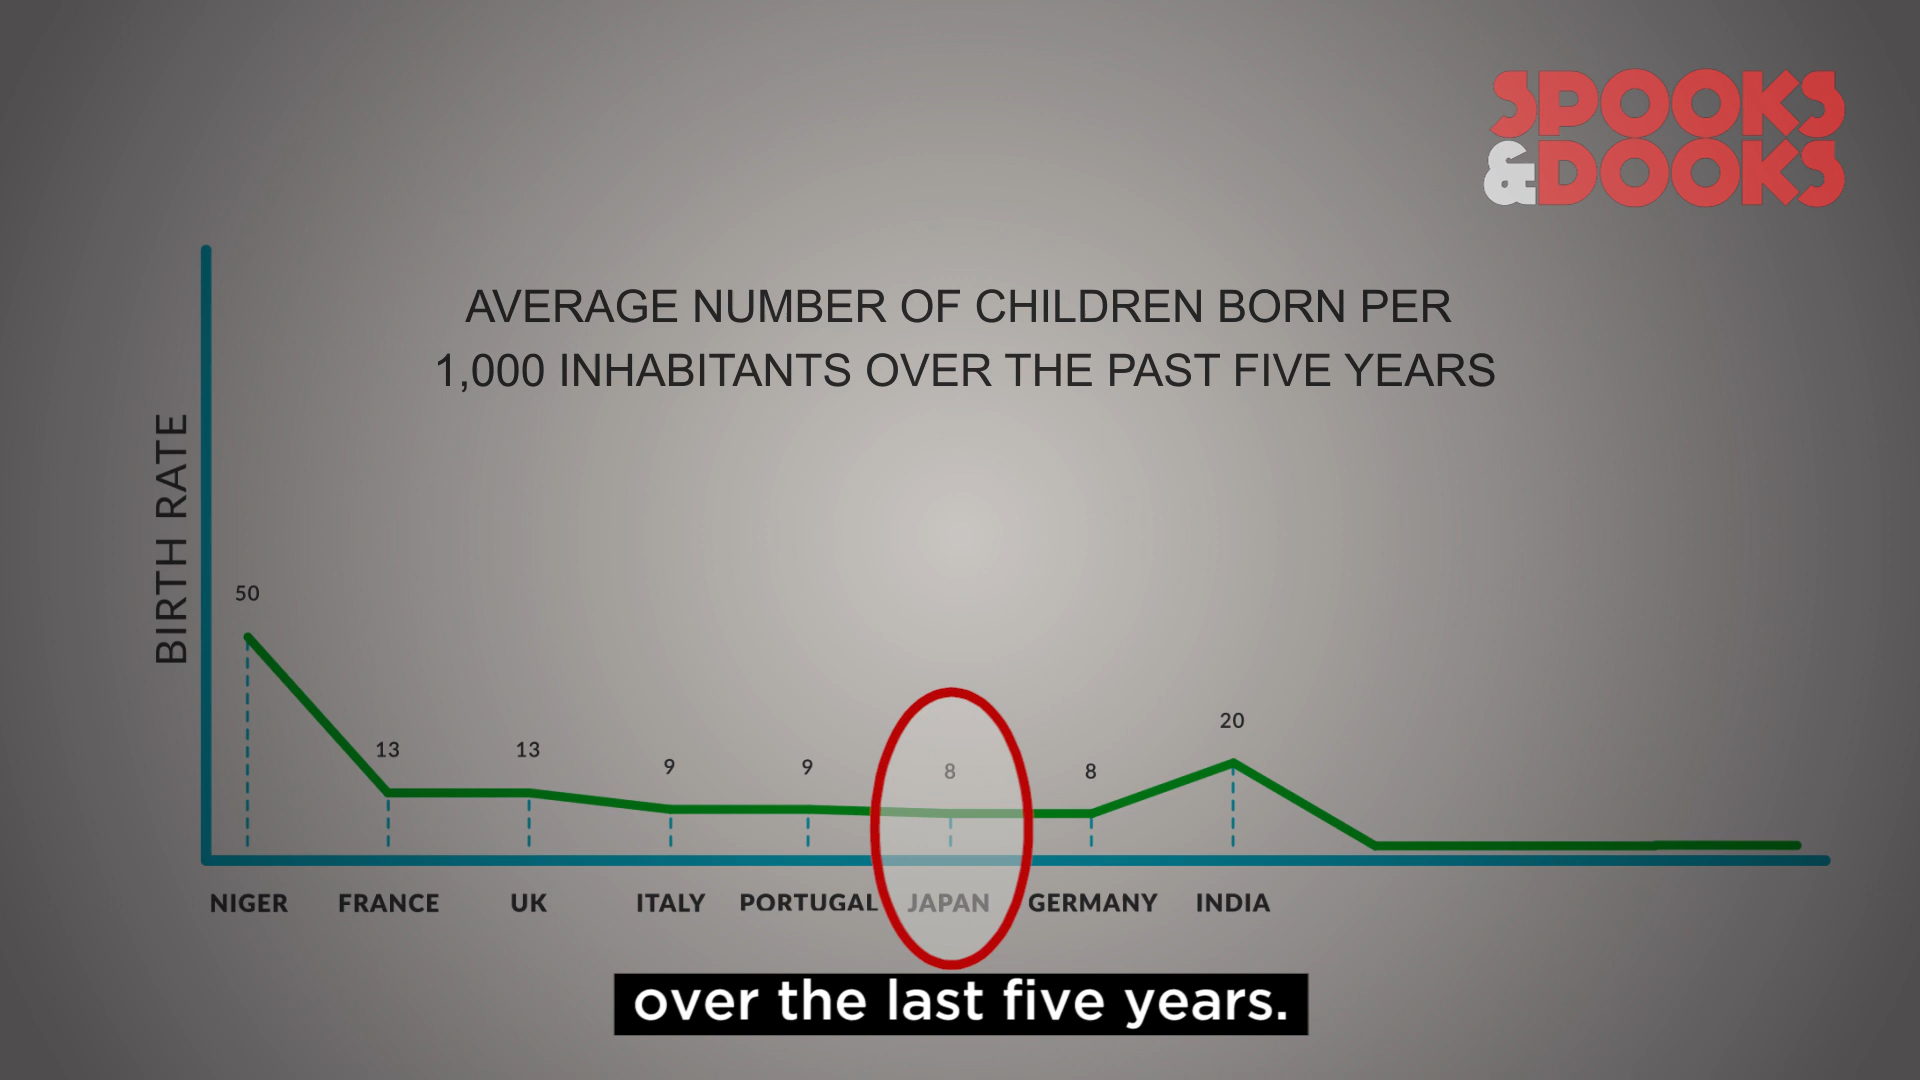 SPOOKS
&DOOKS
AVERAGE NUMBER OF CHILDREN BORN PER
1,000 INHABITANTS OVER THE PAST FIVE YEARS
BIRTH RATE
50
13
13
9
9
8
8
20
NIGER
FRANCE
UK
ITALY
PORTUGAL
JAPAN
GERMANY
INDIA
over the last five years.